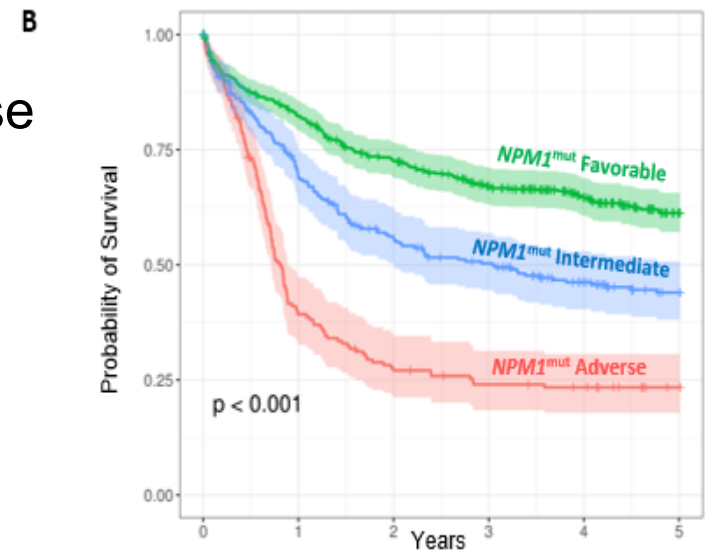 B
se
Probability of Survival
1.00
0.75
0.50
0.25
0.00
NPM1mut Favorable
NPM1mut Intermediate
NPM1mut Adverse
p < 0.001
0 1 2 3 4 5
Years